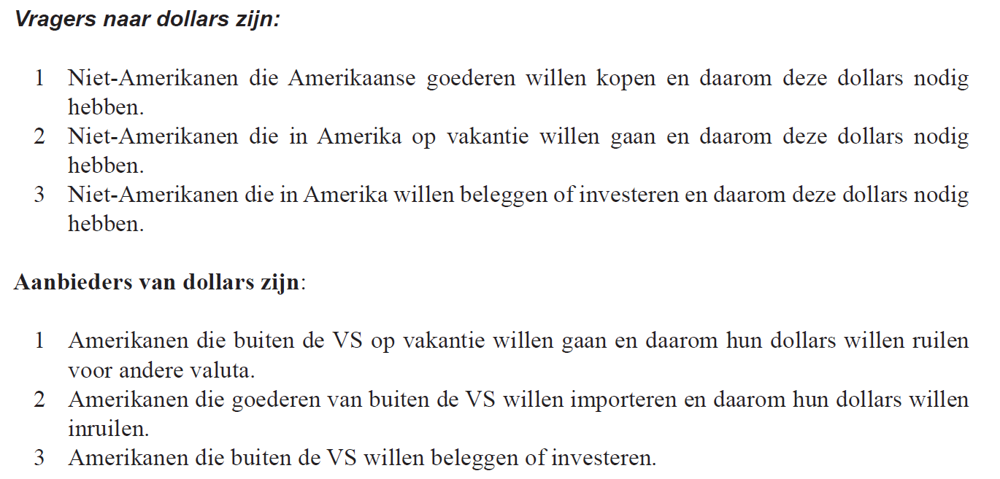 Vragers naar dollars zijn:
1 Niet-Amerikanen die Amerikaanse goederen willen kopen en daarom deze dollars nodig
hebben.
2 Niet-Amerikanen die in Amerika op vakantie willen gaan en daarom deze dollars nodig
hebben.
3 Niet-Amerikanen die in Amerika willen beleggen of investeren en daarom deze dollars nodig
hebben.
Aanbieders van dollars zijn:
1 Amerikanen die buiten de VS op vakantie willen gaan en daarom hun dollars willen ruilen
voor andere valuta.
2 Amerikanen die goederen van buiten de VS willen importeren en daarom hun dollars willen
inruilen.
3 Amerikanen die buiten de VS willen beleggen of investeren.